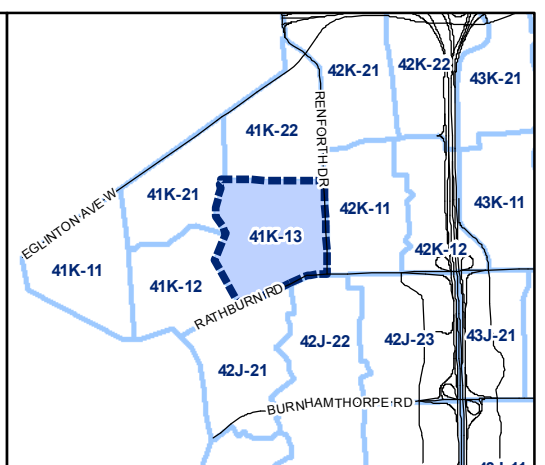 42K-21
42K-22
43K-21
RENFORTH DR
41K-22
EGLINTON AVE W
41K-21
42K-11
43K-11
41K-13
42K-12
41K-11
41K-12
RATHBURN RD
42J-22
42J-23
43J-21
42J-21
BURNHAMTHORPE RD